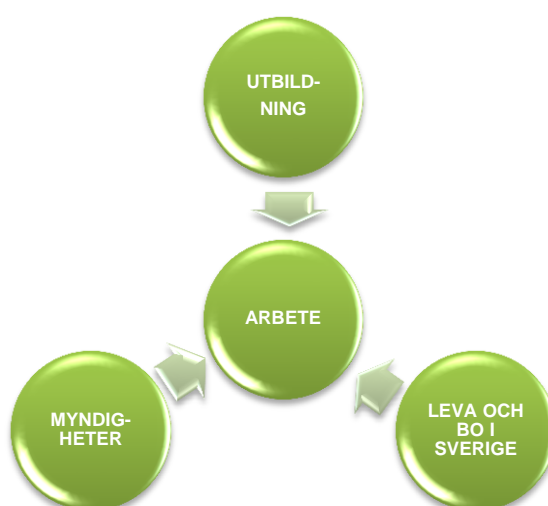 UTBILD-
NING
ARBETE
MYNDIG-
HETER
LEVA OCH
BO I
SVERIGE